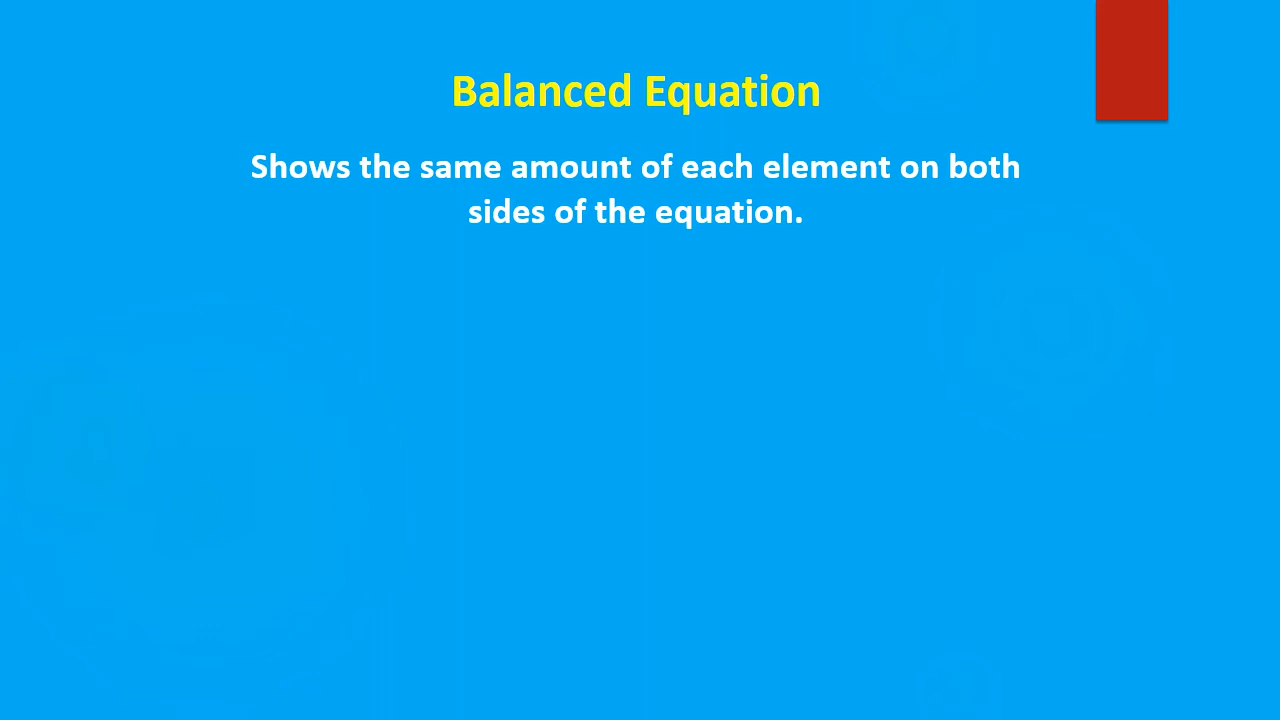 Balanced Equation
Shows the same amount of each element on both
sides of the equation.